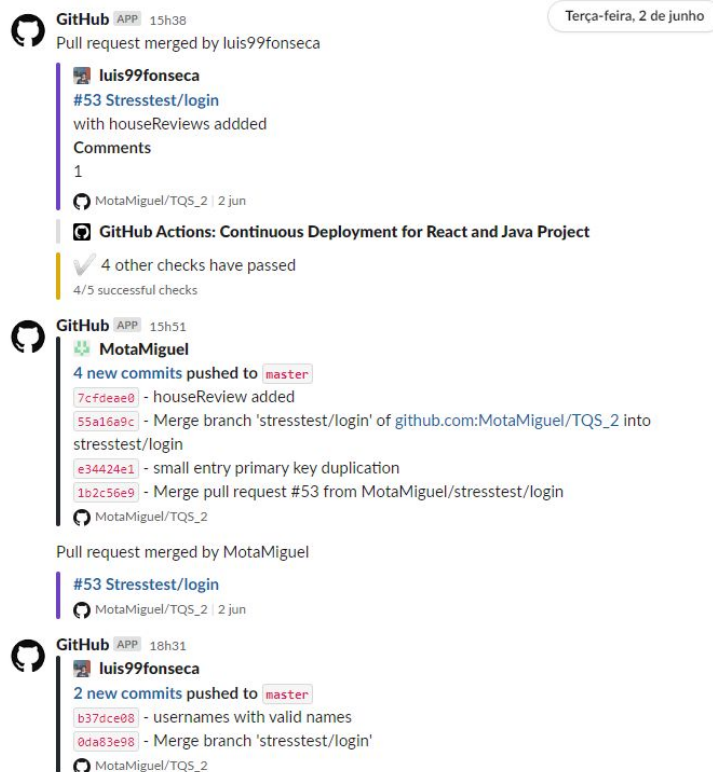 Terça-feira, 2 de junho
GitHub APP 15h38
Pull request merged by luis99fonseca
luis99fonseca
#53 Stresstest/login
with houseReviews addded
Comments
1
MotaMiguel/TQS_2 | 2 jun
GitHub Actions: Continuous Deployment for React and Java Project
4 other checks have passed
4/5 successful checks
GitHub APP 15h51
MotaMiguel
4 new commits pushed to master
7cfdeae0 - houseReview added
55a16a9c - Merge branch 'stresstest/login' of github.com:MotaMiguel/TQS_2 into
stresstest/login
e34424e1 - small entry primary key duplication
1b2c56e9 - Merge pull request #53 from MotaMiguel/stresstest/login
MotaMiguel/TQS_2
Pull request merged by MotaMiguel
#53 Stresstest/login
MotaMiguel/TQS_2 | 2 jun
GitHub APP 18h31
luis99fonseca
2 new commits pushed to master
b37dce08 - usernames with valid names
0da83e98 - Merge branch 'stresstest/login'
MotaMiguel/TQS_2